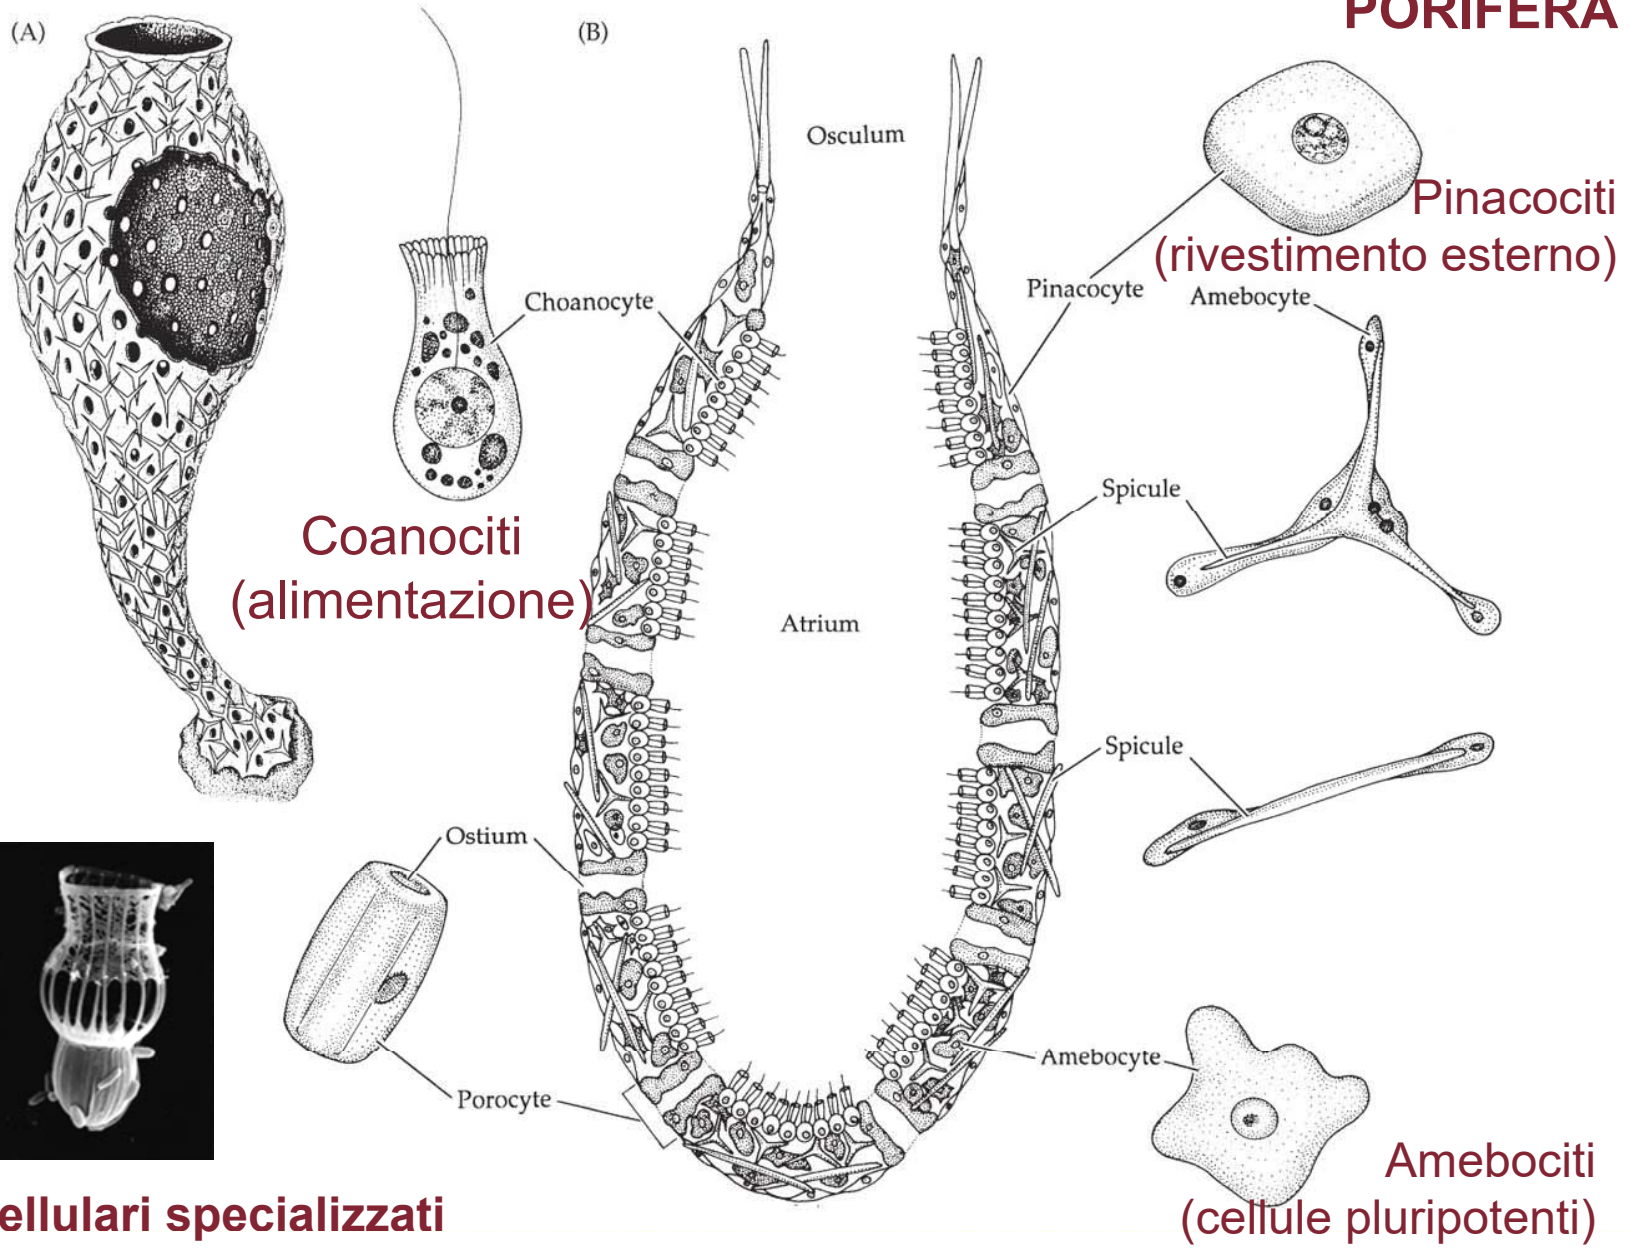 PORIFERA
(A)
(B)
Osculum
Pinacociti
(rivestimento esterno)
Choanocyte
Pinacocyte
Amebocyte
Spicule
Coanociti
(alimentazione)
Atrium
Spicule
Ostium
Amebocyte
Porocyte
Amebociti
(cellule pluripotenti)
ellulari specializzati